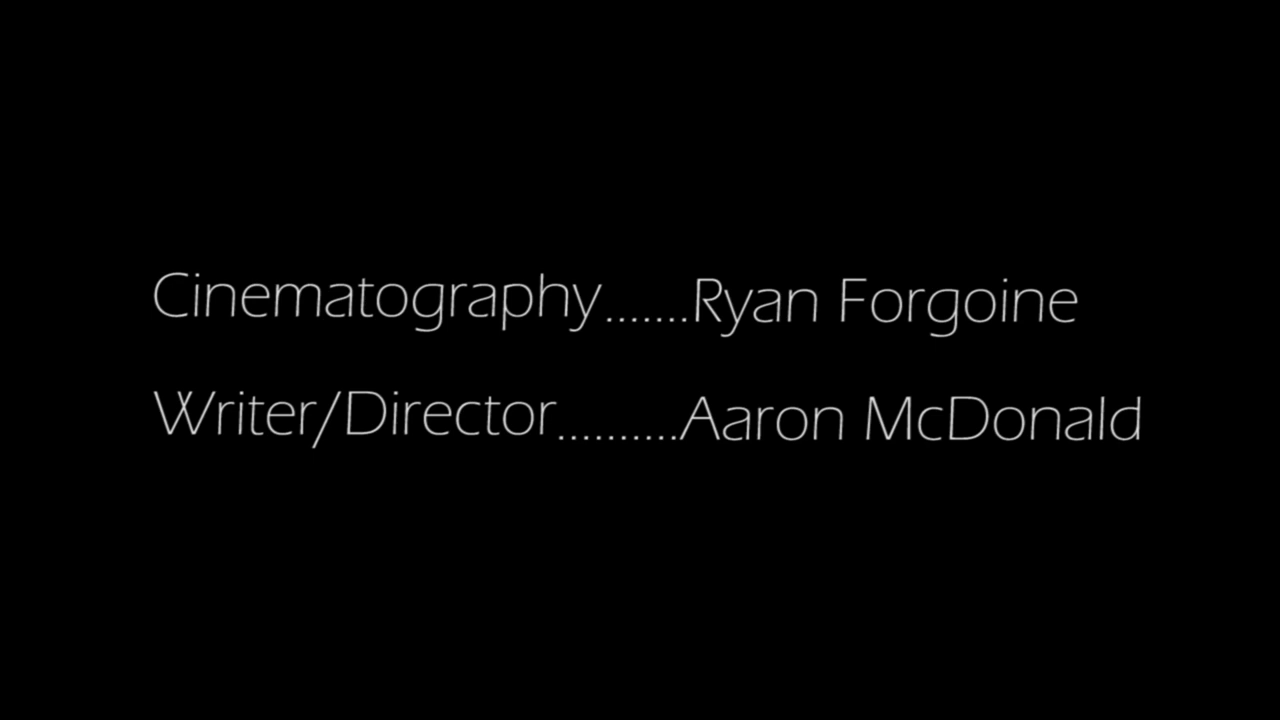 Cinematography.......Ryan Forgoine
Writer/Director..........Aaron McDonald